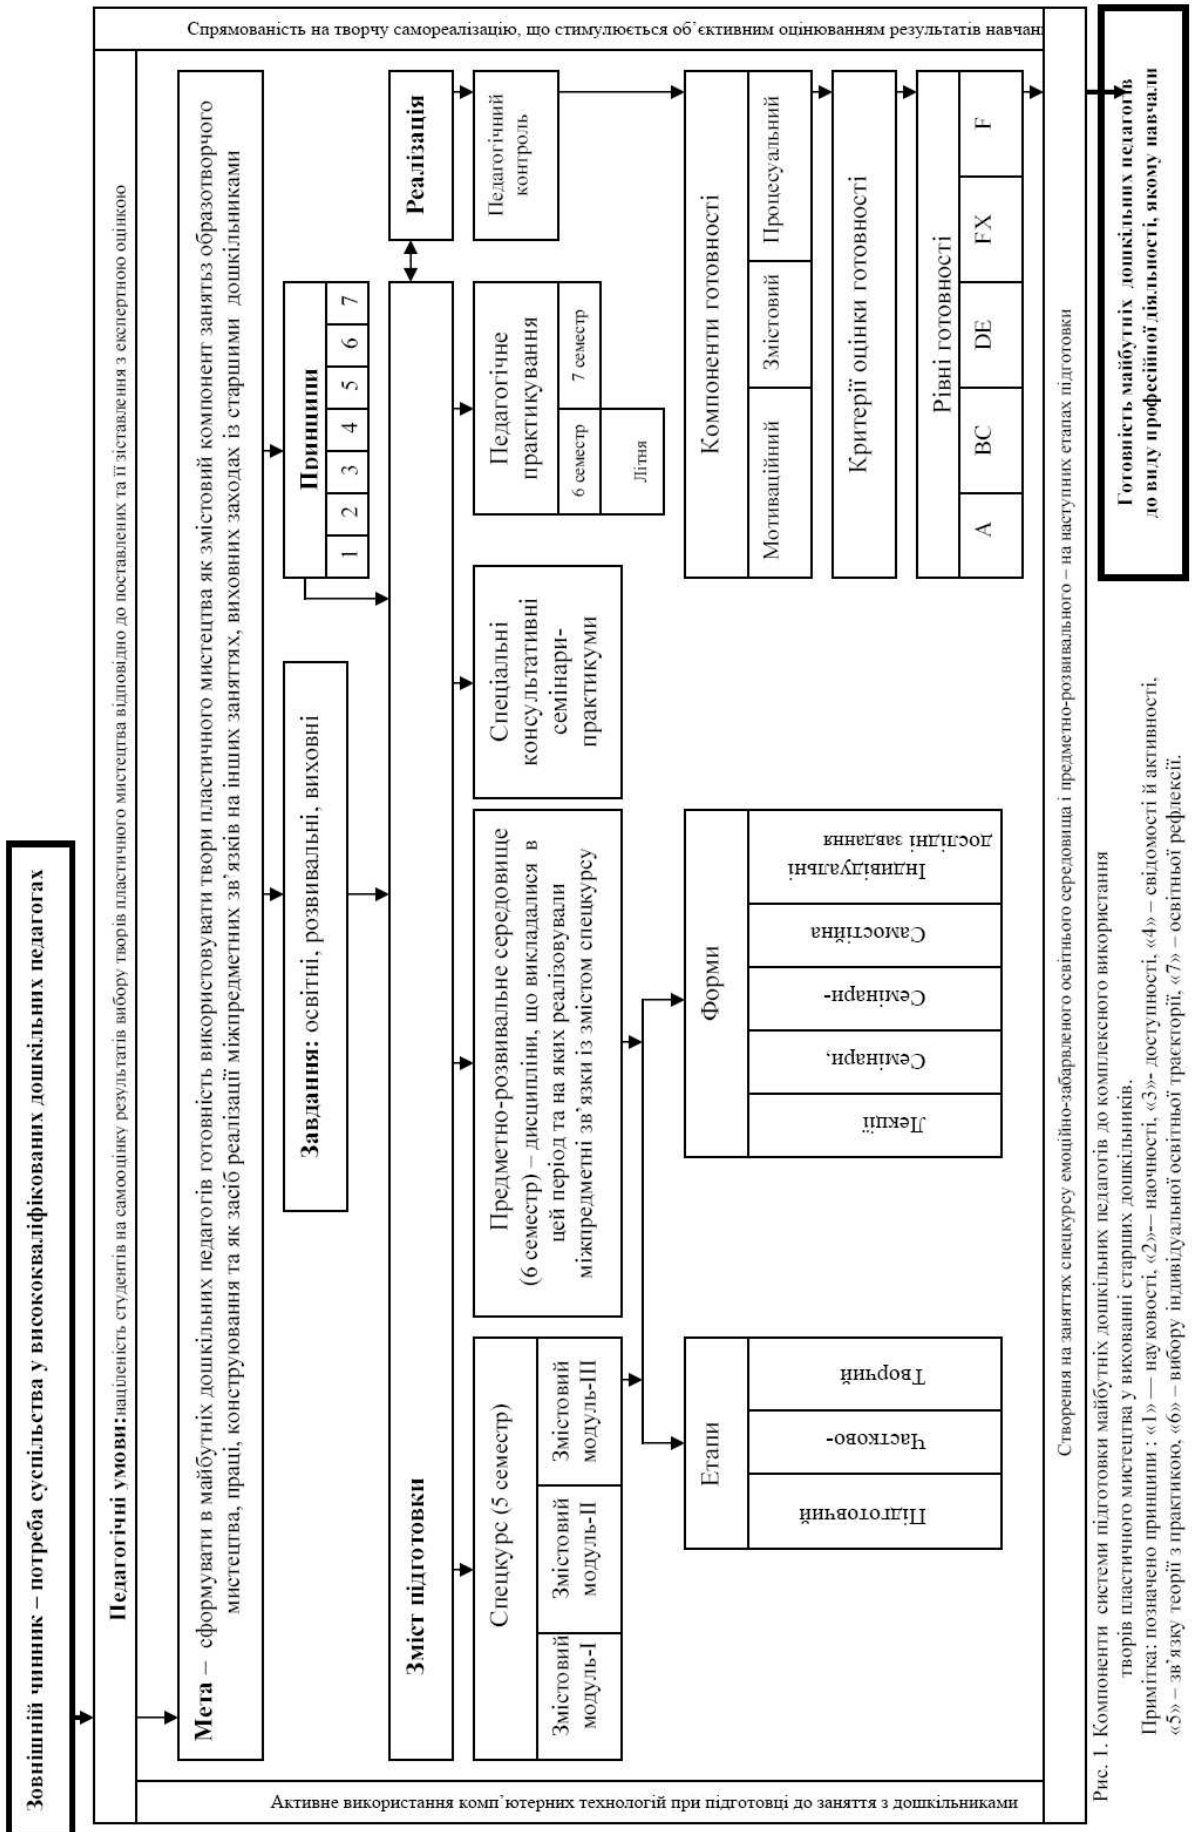 Зовнішній чинник – потреба суспільства у висококваліфікованих дошкільних педагогах
Педагогічні умови: націленість студентів на самооцінку результатів вибору творів пластичного мистецтва відповідно до поставлених та її зіставлення з експертною оцінкою
Спрямованість на творчу самореалізацію, що стимулюється об’єктивним оцінюванням результатів навчан
Активне використання комп’ютерних технологій при підготовці до заняття з дошкільниками
Мета – сформувати в майбутніх дошкільних педагогів готовність використовувати твори пластичного мистецтва як змістовий компонент занятьз образотворчого
мистецтва, праці, конструювання та як засіб реалізації міжпредметних зв’язків на інших заняттях, виховних заходах із старшими дошкільниками
Завдання: освітні, розвивальні, виховні
Принципи
1 2 3 4 5 6 7
Зміст підготовки
Реалізація
Спецкурс (5 семестр)
Змістовий
модуль-I
Змістовий
модуль-II
Змістовий
модуль-III
Предметно-розвивальне середовище
(6 семестр) – дисципліни, що викладалися в
цей період та на яких реалізовували
міжпредметні зв’язки із змістом спецкурсу
Спеціальні
консультативні
семінари-
практикуми
Педагогічне
практикування
6 семестр
7 семестр
Літня
Педагогічний
контроль
Етапи
Підготовчий
Частково-
Творчий
Форми
Лекції
Семінари,
Семінари-
Самостійна
Індивідуальні
дослідні завдання
Компоненти готовності
Мотиваційний
Змістовий
Процесуальний
Критерії оцінки готовності
Рівні готовності
A BC DE FX F
Створення на заняттях спецкурсу емоційно-забарвленого освітнього середовища і предметно-розвивального – на наступних етапах підготовки
Готовність майбутніх дошкільних педагогів
до виду професійної діяльності, якому навчали
Рис. 1. Компоненти системи підготовки майбутніх дошкільних педагогів до комплексного використання
творів пластичного мистецтва у вихованні старших дошкільників.
Примітка: позначено принципи : «1» — науковості, «2»-– наочності, «3»- доступності, «4» – свідомості й активності,
«5» – зв’язку теорії з практикою, «6» – вибору індивідуальної освітньої траєкторії, «7» – освітньої рефлексії.